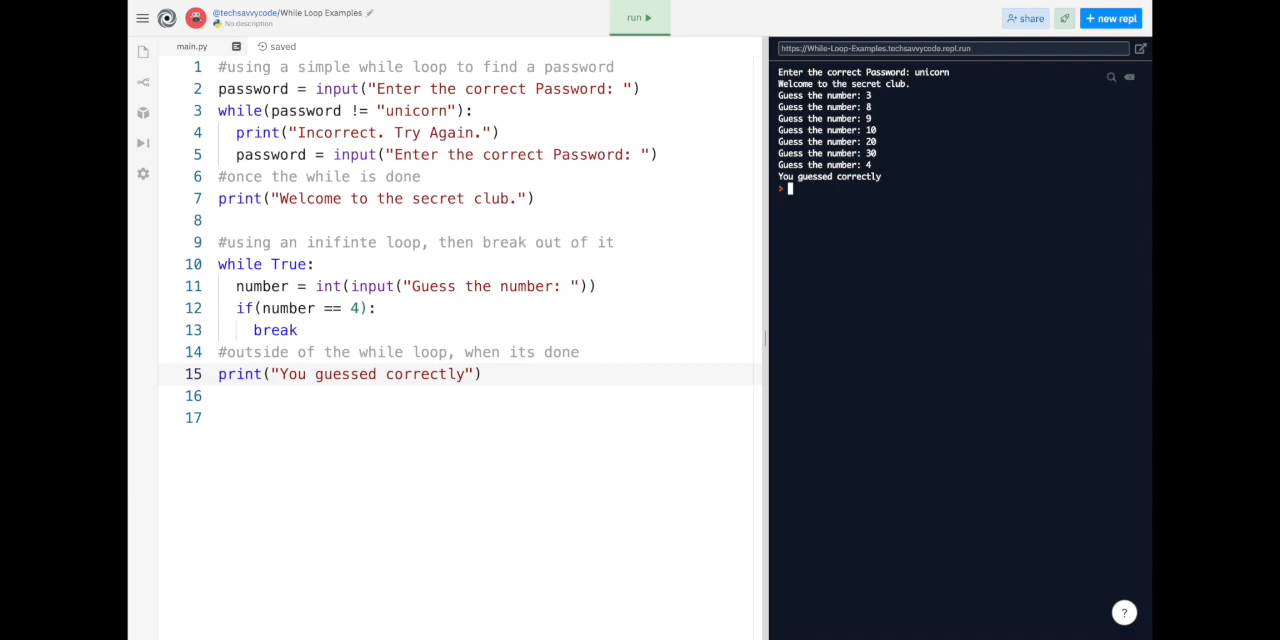 @techsavvycode/While Loop Examples
No description
run
share
+ new repl
main.py
saved
https://While-Loop-Examples.techsavvycode.repl.run
1 #using a simple while loop to find a password
2 password = input("Enter the correct Password: ")
3 while(password != "unicorn"):
4 print("Incorrect. Try Again.")
5 password = input("Enter the correct Password: ")
6 #once the while is done
7 print("Welcome to the secret club.")
8
9 #using an inifinte loop, then break out of it
10 while True:
11 number = int(input("Guess the number: "))
12 if(number == 4):
13 break
14 #outside of the while loop, when its done
15 print("You guessed correctly")
16
17
Enter the correct Password: unicorn
Welcome to the secret club.
Guess the number: 3
Guess the number: 8
Guess the number: 9
Guess the number: 10
Guess the number: 20
Guess the number: 30
Guess the number: 4
You guessed correctly
>
?